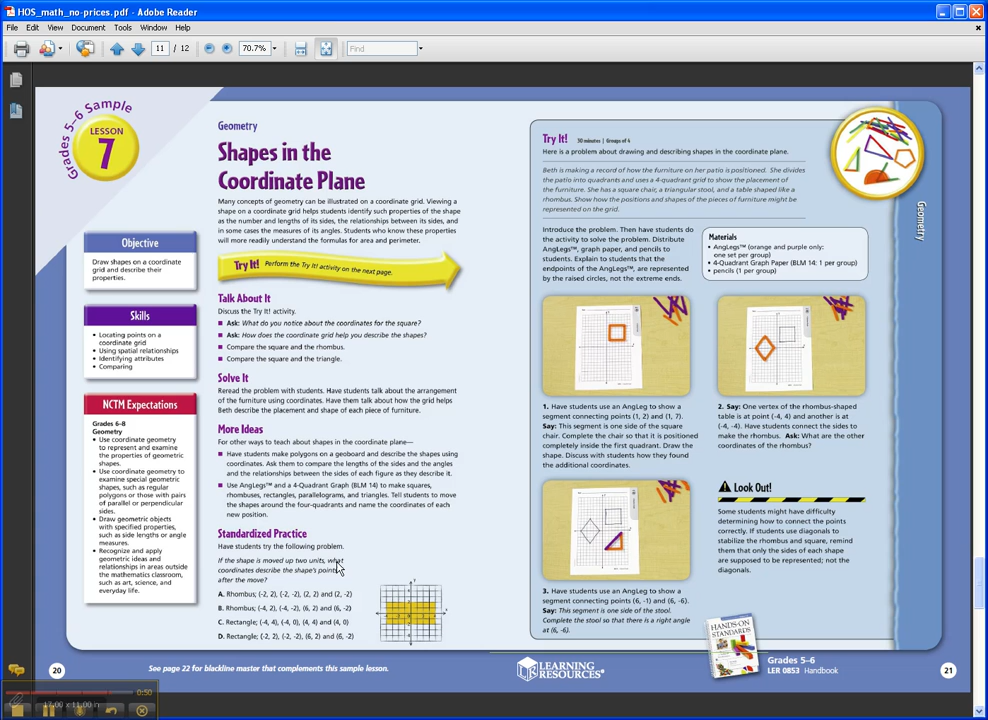 HOS_math_no-prices.pdf - Adobe Reader
File Edit View Document Tools Window Help
11 / 12 70.7% Find
Grades 5–6 Sample
LESSON
7
Objective
Draw shapes on a coordinate
grid and describe their
properties.
Skills
• Locating points on a
coordinate grid
• Using spatial relationships
• Identifying attributes
• Comparing
NCTM Expectations
Grades 6–8
Geometry
• Use coordinate geometry
to represent and examine
the properties of geometric
shapes.
• Use coordinate geometry to
examine special geometric
shapes, such as regular
polygons or those with pairs
of parallel or perpendicular
sides.
• Draw geometric objects
with specified properties,
such as side lengths or angle
measures.
• Recognize and apply
geometric ideas and
relationships in areas outside
the mathematics classroom,
such as art, science, and
everyday life.
Geometry
Shapes in the
Coordinate Plane
Many concepts of geometry can be illustrated on a coordinate grid. Viewing a
shape on a coordinate grid helps students identify such properties of the shape
as the number and lengths of its sides, the relationships between its sides, and
in some cases the measures of its angles. Students who know these properties
will more readily understand the formulas for area and perimeter.
Try It! Perform the Try It! activity on the next page.
Talk About It
Discuss the Try It! activity.
■ Ask: What do you notice about the coordinates for the square?
■ Ask: How does the coordinate grid help you describe the shapes?
■ Compare the square and the rhombus.
■ Compare the square and the triangle.
Solve It
Reread the problem with students. Have students talk about the arrangement
of the furniture using coordinates. Have them talk about how the grid helps
Beth describe the placement and shape of each piece of furniture.
More Ideas
For other ways to teach about shapes in the coordinate plane—
■ Have students make polygons on a geoboard and describe the shapes using
coordinates. Ask them to compare the lengths of the sides and the angles
and the relationships between the sides of each figure as they describe it.
■ Use AngLegs™ and a 4-Quadrant Graph (BLM 14) to make squares,
rhombuses, rectangles, parallelograms, and triangles. Tell students to move
the shapes around the four-quadrants and name the coordinates of each
new position.
Standardized Practice
Have students try the following problem.
If the shape is moved up two units, what
coordinates describe the shape's points
after the move?
A. Rhombus; (-2, 2), (-2, -2), (2, 2) and (2, -2)
B. Rhombus; (-4, 2), (-4, -2), (6, 2) and (6, -2)
C. Rectangle; (-4, 4), (-4, 0), (4, 4) and (4, 0)
D. Rectangle; (-2, 2), (-2, -2), (6, 2) and (6, -2)
20
See page 22 for blackline master that complements this sample lesson.
Try It! 30 minutes | Groups of 4
Here is a problem about drawing and describing shapes in the coordinate plane.
Beth is making a record of how the furniture on her patio is positioned. She divides
the patio into quadrants and uses a 4-quadrant grid to show the placement of
the furniture. She has a square chair, a triangular stool, and a table shaped like a
rhombus. Show how the positions and shapes of the pieces of furniture might be
represented on the grid.
Introduce the problem. Then have students do
the activity to solve the problem. Distribute
AngLegs™, graph paper, and pencils to
students. Explain to students that the
endpoints of the AngLegs™, are represented
by the raised circles, not the extreme ends.
Materials
• AngLegs™ (orange and purple only:
one set per group)
• 4-Quadrant Graph Paper (BLM 14: 1 per group)
• pencils (1 per group)
1. Have students use an AngLeg to show a
segment connecting points (1, 2) and (1, 7).
Say: This segment is one side of the square
chair. Complete the chair so that it is positioned
completely inside the first quadrant. Draw the
shape. Discuss with students how they found
the additional coordinates.
2. Say: One vertex of the rhombus-shaped
table is at point (-4, 4) and another is at
(-4, -4). Have students connect the sides to
make the rhombus. Ask: What are the other
coordinates of the rhombus?
3. Have students use an AngLeg to show a
segment connecting points (6, -1) and (6, -6).
Say: This segment is one side of the stool.
Complete the stool so that there is a right angle
at (6, -6).
Look Out!
Some students might have difficulty
determining how to connect the points
correctly. If students use diagonals to
stabilize the rhombus and square, remind
them that only the sides of each shape
are supposed to be represented; not the
diagonals.
Geometry
LEARNING
RESOURCES®
HANDS-ON
STANDARDS
Grades 5–6
LER 0853 Handbook
21
0:50
17.00 x 11.00 in